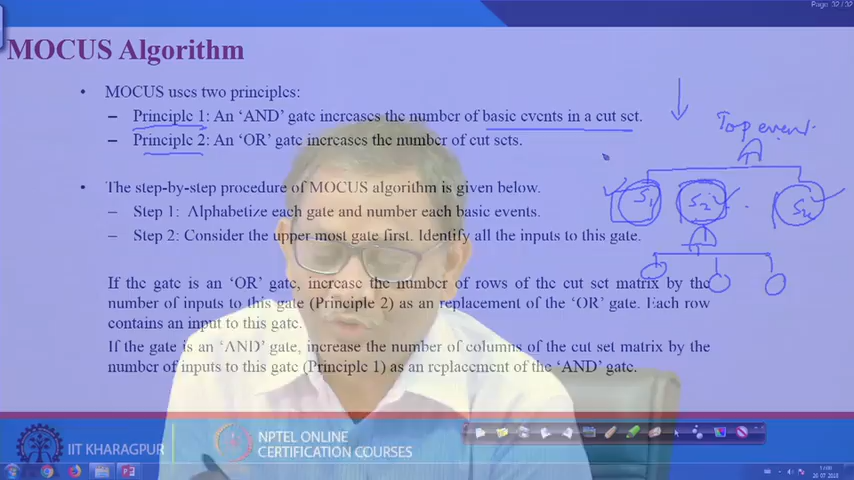 Page 32/32
MOCUS Algorithm
• MOCUS uses two principles:
– Principle 1: An ‘AND’ gate increases the number of basic events in a cut set.
– Principle 2: An ‘OR’ gate increases the number of cut sets.
Top event
S1
S2
• The step-by-step procedure of MOCUS algorithm is given below.
– Step 1: Alphabetize each gate and number each basic events.
– Step 2: Consider the upper most gate first. Identify all the inputs to this gate.
If the gate is an ‘OR’ gate, increase the number of rows of the cut set matrix by the
number of inputs to this gate (Principle 2) as an replacement of the ‘OR’ gate. Each row
contains an input to this gate.
If the gate is an ‘AND’ gate, increase the number of columns of the cut set matrix by the
number of inputs to this gate (Principle 1) as an replacement of the ‘AND’ gate.
IIT KHARAGPUR
NPTEL ONLINE
CERTIFICATION COURSES